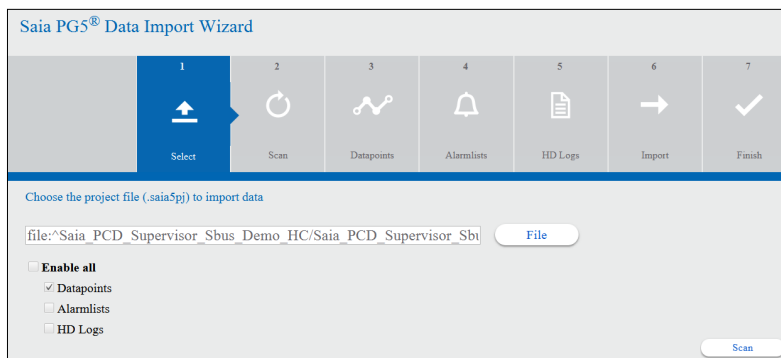 Saia PG5® Data Import Wizard
1 2 3 4 5 6 7
Select Scan Datapoints Alarmlists HD Logs Import Finish
Choose the project file (.saia5pj) to import data
file:^Saia_PCD_Supervisor_Sbus_Demo_HC/Saia_PCD_Supervisor_Sbu File
Enable all
Datapoints
Alarmlists
HD Logs
Scan